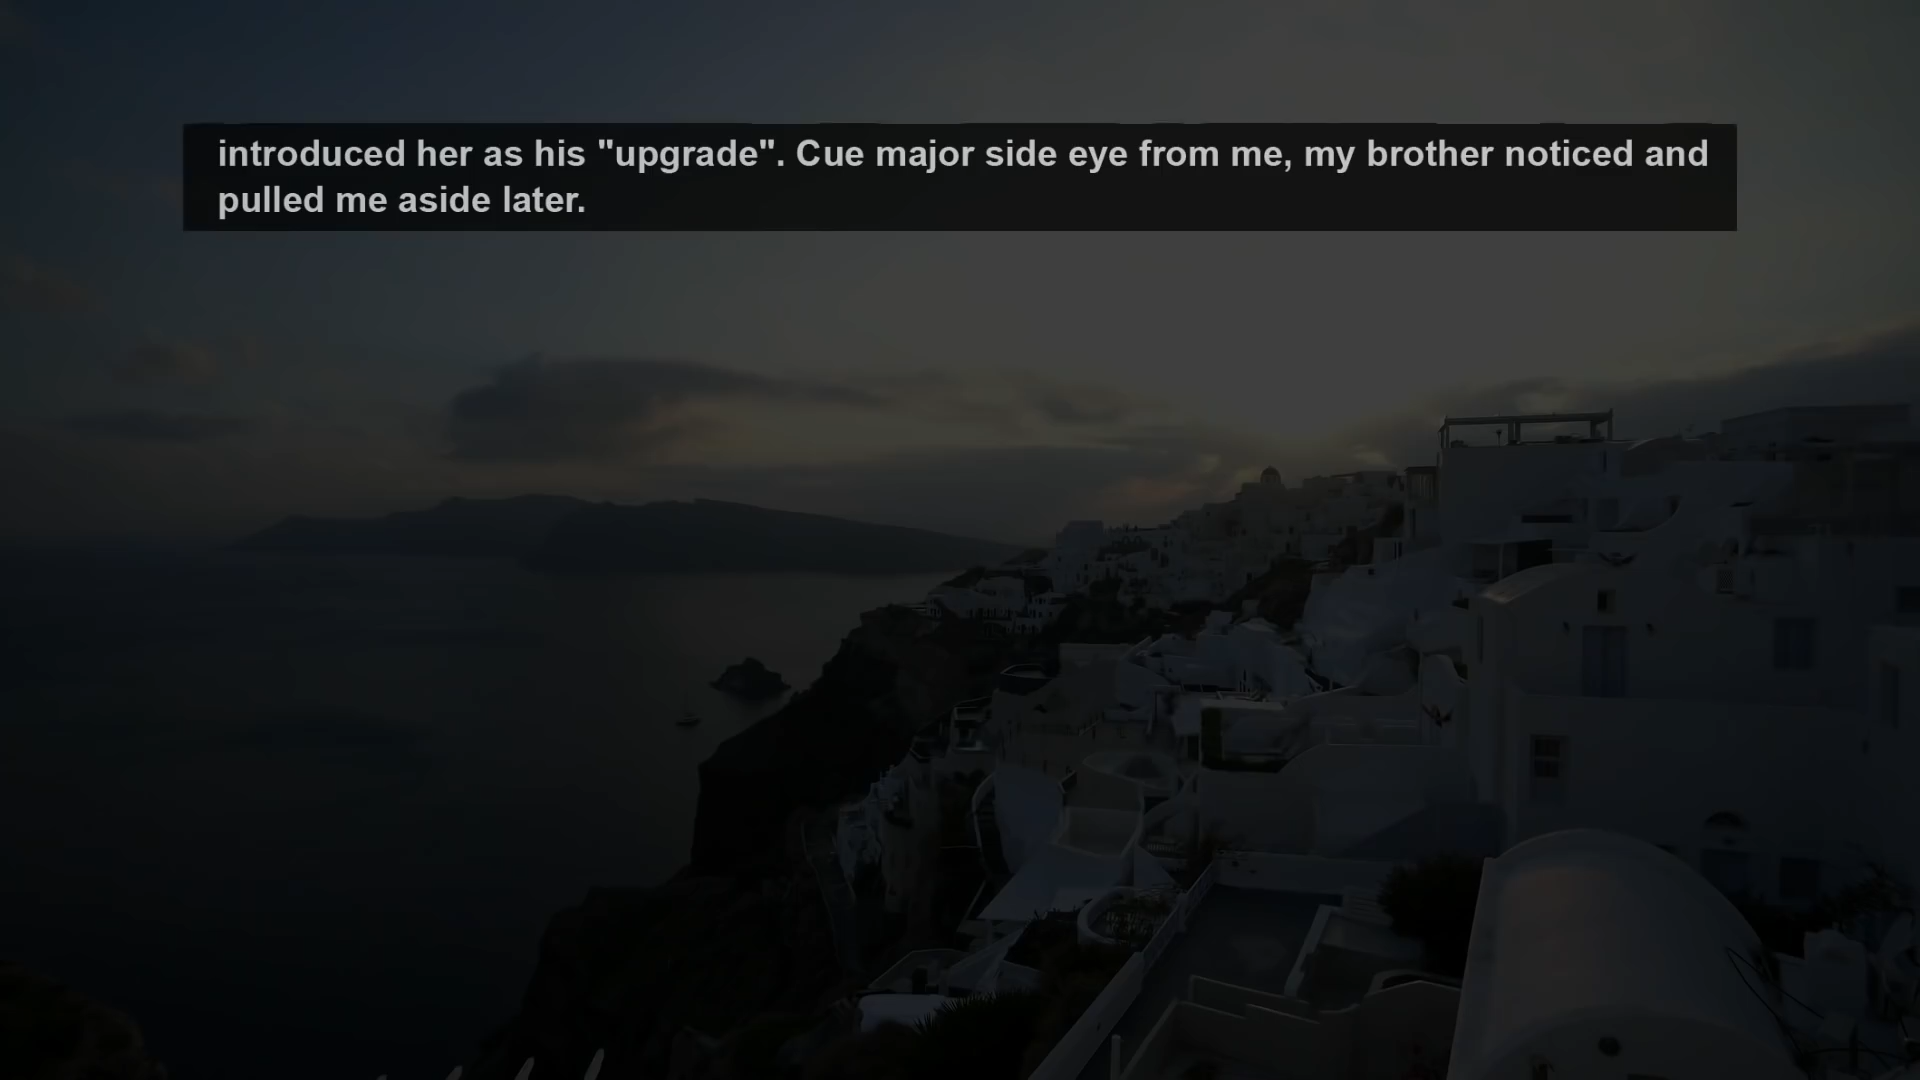 introduced her as his "upgrade". Cue major side eye from me, my brother noticed and
pulled me aside later.